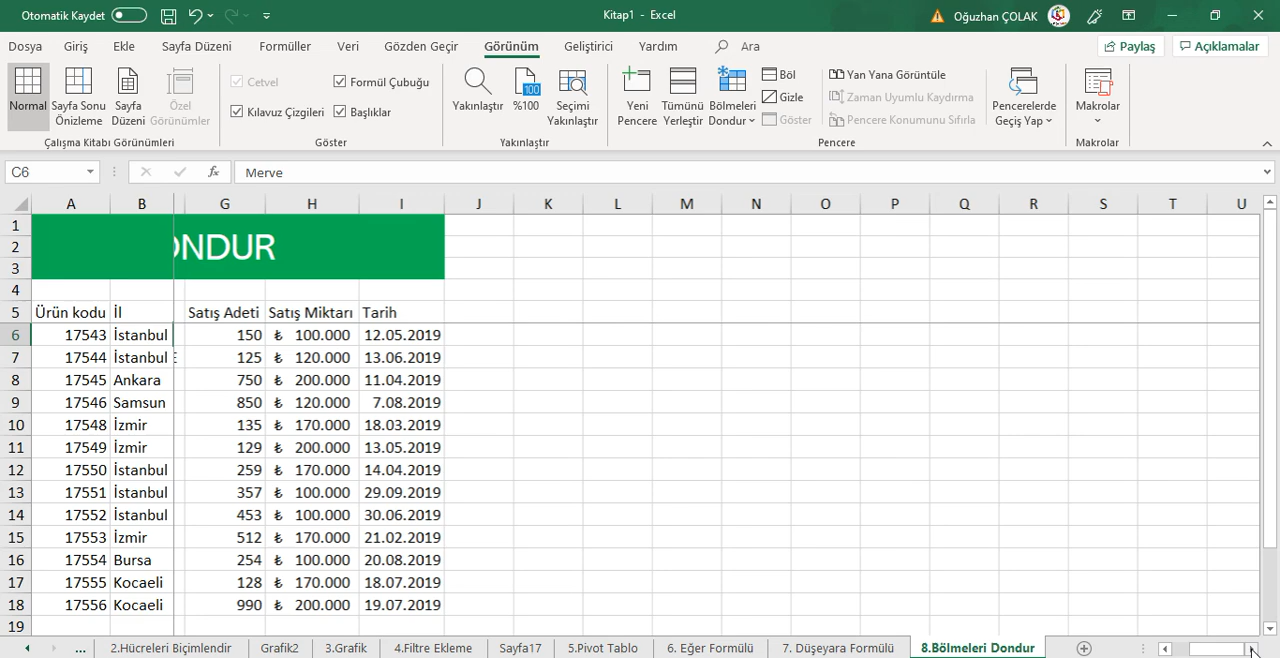 Otomatik Kaydet Kitap1 - Excel Oğuzhan ÇOLAK
Dosya Giriş Ekle Sayfa Düzeni Formüller Veri Gözden Geçir Görünüm Geliştirici Yardım Ara Paylaş Açıklamalar
Normal Sayfa Sonu Önizleme Sayfa Düzeni Özel Görünümler
Çalışma Kitabı Görünümleri
Cetvel Formül Çubuğu
Kılavuz Çizgileri Başlıklar
Göster
Yakınlaştır %100 Seçimi Yakınlaştır
Yakınlaştır
Yeni Pencere Tümünü Yerleştir Bölmeleri Dondur
Böl
Gizle
Göster
Yan Yana Görüntüle
Zaman Uyumlu Kaydırma
Pencere Konumunu Sıfırla
Pencerelerde Geçiş Yap
Pencere
Makrolar
Makrolar
C6 fx Merve
A B G H I J K L M N O P Q R S T U
1
2 ONDUR
3
4
5 Ürün kodu İl Satış Adeti Satış Miktarı Tarih
6 17543 İstanbul 150 ₺ 100.000 12.05.2019
7 17544 İstanbul 125 ₺ 120.000 13.06.2019
8 17545 Ankara 750 ₺ 200.000 11.04.2019
9 17546 Samsun 850 ₺ 120.000 7.08.2019
10 17548 İzmir 135 ₺ 170.000 18.03.2019
11 17549 İzmir 129 ₺ 200.000 13.05.2019
12 17550 İstanbul 259 ₺ 170.000 14.04.2019
13 17551 İstanbul 357 ₺ 100.000 29.09.2019
14 17552 İstanbul 453 ₺ 100.000 30.06.2019
15 17553 İzmir 512 ₺ 170.000 21.02.2019
16 17554 Bursa 254 ₺ 100.000 20.08.2019
17 17555 Kocaeli 128 ₺ 170.000 18.07.2019
18 17556 Kocaeli 990 ₺ 200.000 19.07.2019
19
... 2.Hücreleri Biçimlendir Grafik2 3.Grafik 4.Filtre Ekleme Sayfa17 5.Pivot Tablo 6. Eğer Formülü 7. Düşeyara Formülü 8.Bölmeleri Dondur